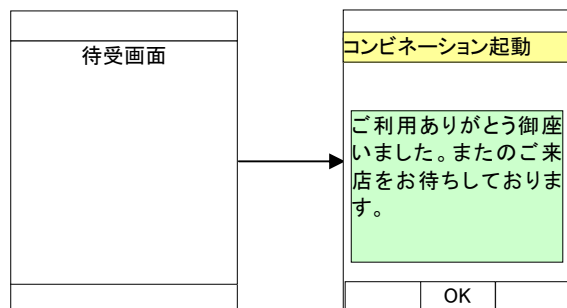 待受画面
コンビネーション起動
ご利用ありがとう御座
いました。またのご来
店をお待ちしておりま
す。
OK